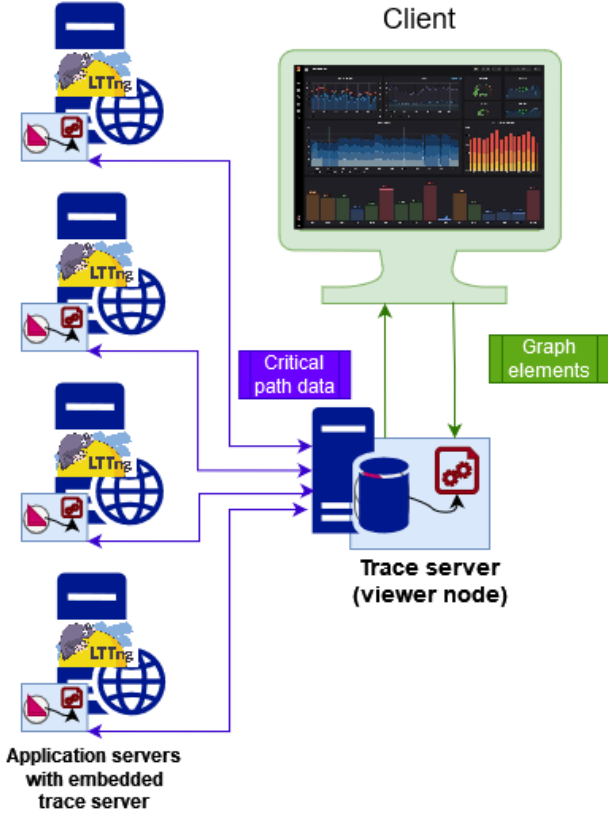 Client
LTTng
LTTng
Critical
path data
Graph
elements
LTTng
Trace server
(viewer node)
LTTng
Application servers
with embedded
trace server